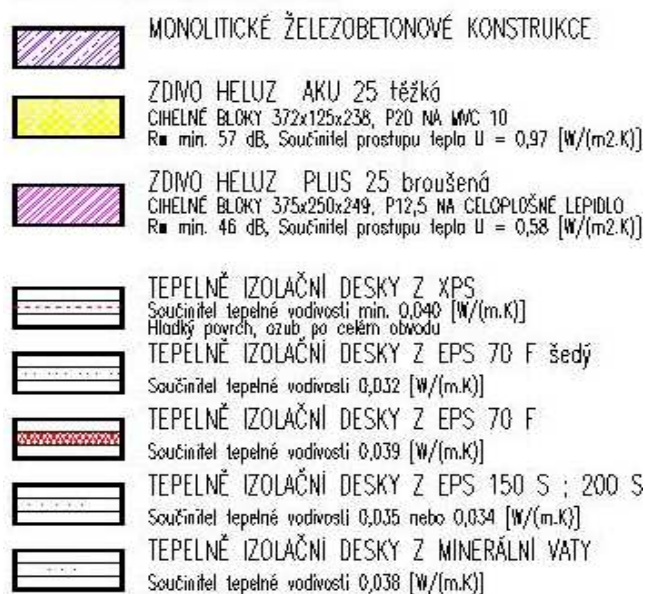 MONOLITICKÉ ŽELEZOBETONOVÉ KONSTRUKCE
ZDIVO HELUZ AKU 25 těžká
CIHELNÉ BLOKY 372x125x238, P20 NA MVC 10
R■ min. 57 dB, Součinitel prostupu tepla U = 0,97 [W/(m2.K)]
ZDIVO HELUZ PLUS 25 broušená
CIHELNÉ BLOKY 375x250x249, P12,5 NA CELOPLOŠNÉ LEPIDLO
R■ min. 46 dB, Součinitel prostupu tepla U = 0,58 [W/(m2.K)]
TEPELNĚ IZOLAČNÍ DESKY Z XPS
Součinitel tepelné vodivosti min. 0,040 [W/(m.K)]
Hladký povrch, ozub po celém obvodu
TEPELNĚ IZOLAČNÍ DESKY Z EPS 70 F šedý
Součinitel tepelné vodivosti 0,032 [W/(m.K)]
TEPELNĚ IZOLAČNÍ DESKY Z EPS 70 F
Součinitel tepelné vodivosti 0,039 [W/(m.K)]
TEPELNĚ IZOLAČNÍ DESKY Z EPS 150 S ; 200 S
Součinitel tepelné vodivosti 0,035 nebo 0,034 [W/(m.K)]
TEPELNĚ IZOLAČNÍ DESKY Z MINERÁLNÍ VATY
Součinitel tepelné vodivosti 0,038 [W/(m.K)]